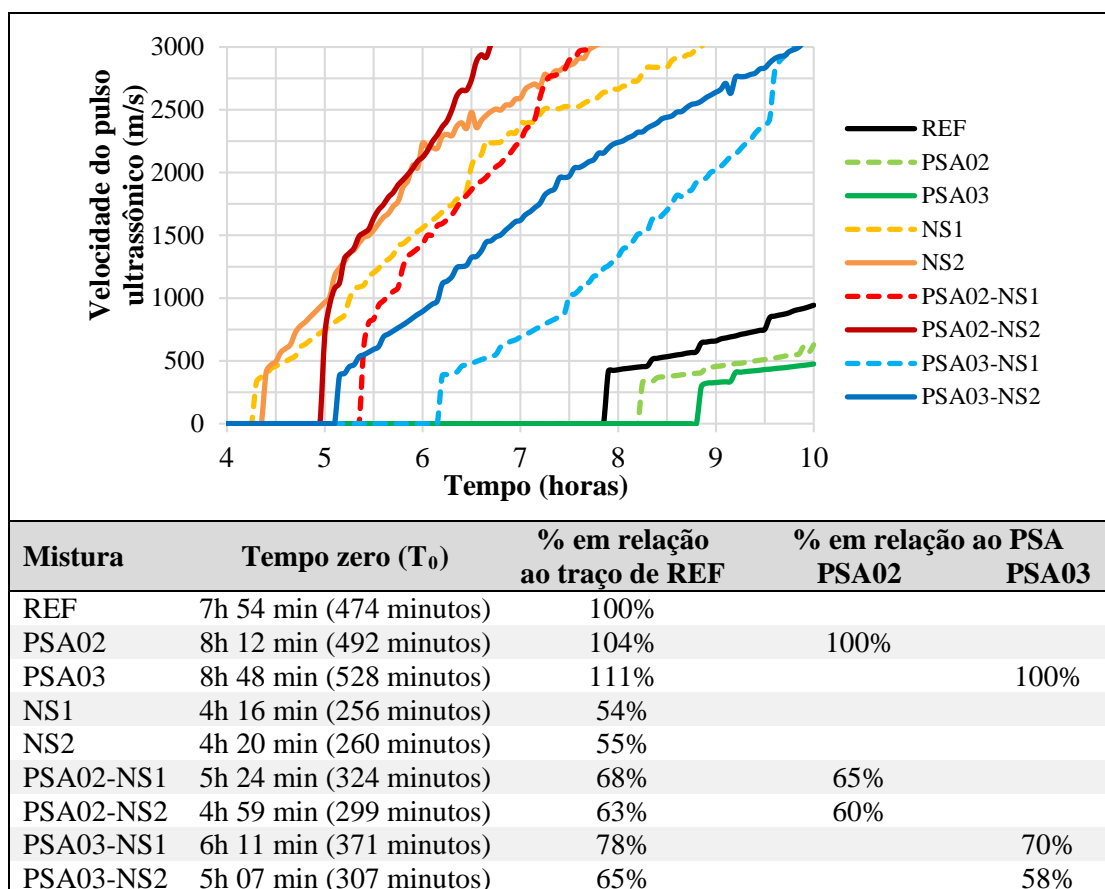 3000
2500
2000
1500
1000
500
0
Velocidade do pulso
ultrassônico (m/s)
4 5 6 7 8 9 10
Tempo (horas)
REF
PSA02
PSA03
NS1
NS2
PSA02-NS1
PSA02-NS2
PSA03-NS1
PSA03-NS2
Mistura Tempo zero (T₀) % em relação ao traço de REF % em relação ao PSA
PSA02 PSA03
REF 7h 54 min (474 minutos) 100%
PSA02 8h 12 min (492 minutos) 104% 100%
PSA03 8h 48 min (528 minutos) 111% 100%
NS1 4h 16 min (256 minutos) 54%
NS2 4h 20 min (260 minutos) 55%
PSA02-NS1 5h 24 min (324 minutos) 68% 65%
PSA02-NS2 4h 59 min (299 minutos) 63% 60%
PSA03-NS1 6h 11 min (371 minutos) 78% 70%
PSA03-NS2 5h 07 min (307 minutos) 65% 58%